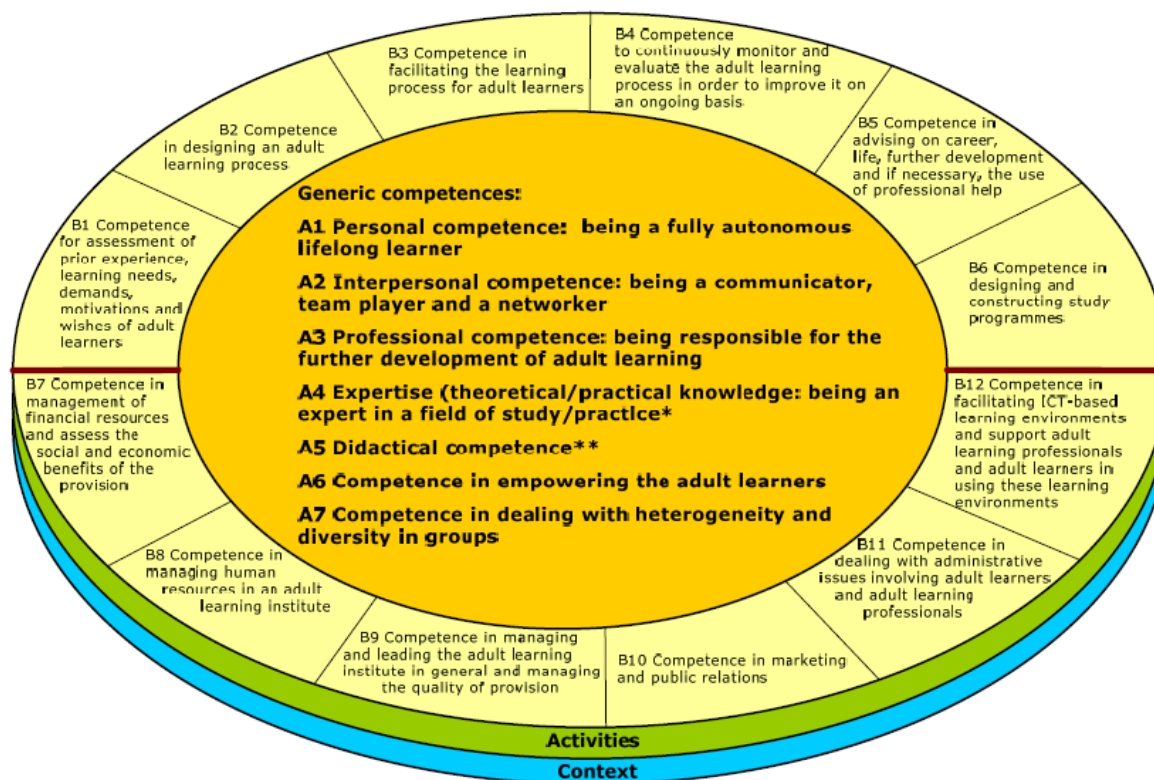 B1 Competence
for assessment of
prior experience,
learning needs,
demands,
motivations and
wishes of adult
learners
B2 Competence
in designing an adult
learning process
B3 Competence in
facilitating the learning
process for adult learners
B4 Competence
to continuously monitor and
evaluate the adult learning
process in order to improve it on
an ongoing basis
B5 Competence in
advising on career,
life, further development
and if necessary, the use
of professional help
B6 Competence in
designing and
constructing study
programmes
Generic competences:
A1 Personal competence: being a fully autonomous
lifelong learner
A2 Interpersonal competence: being a communicator,
team player and a networker
A3 Professional competence: being responsible for the
further development of adult learning
A4 Expertise (theoretical/practical knowledge: being an
expert in a field of study/practice*
A5 Didactical competence**
A6 Competence in empowering the adult learners
A7 Competence in dealing with heterogeneity and
diversity in groups
B7 Competence in
management of
financial resources
and assess the
social and economic
benefits of the
provision
B8 Competence in
managing human
resources in an adult
learning institute
B9 Competence in managing
and leading the adult learning
institute in general and managing
the quality of provision
B10 Competence in marketing
and public relations
B11 Competence in
dealing with administrative
issues involving adult learners
and adult learning
professionals
B12 Competence in
facilitating ICT-based
learning environments
and support adult
learning professionals
and adult learners in
using these learning
environments
Activities
Context